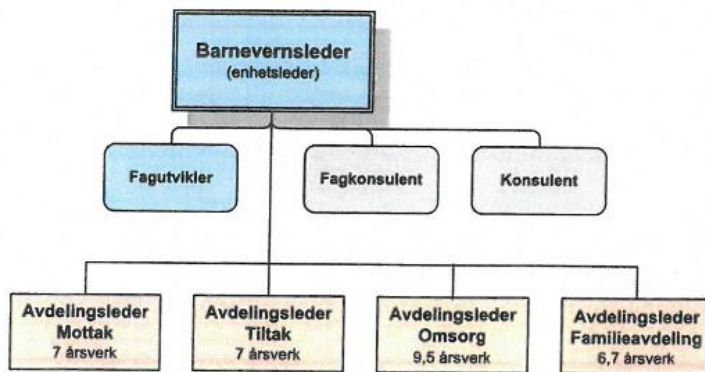 Barnevernsleder
(enhetsleder)
Fagutvikler
Fagkonsulent
Konsulent
Avdelingsleder
Mottak
7 årsverk
Avdelingsleder
Tiltak
7 årsverk
Avdelingsleder
Omsorg
9,5 årsverk
Avdelingsleder
Familieavdeling
6,7 årsverk